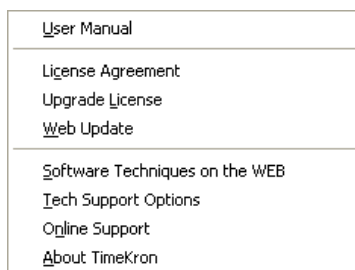 User Manual
License Agreement
Upgrade License
Web Update
Software Techniques on the WEB
Tech Support Options
Online Support
About TimeKron